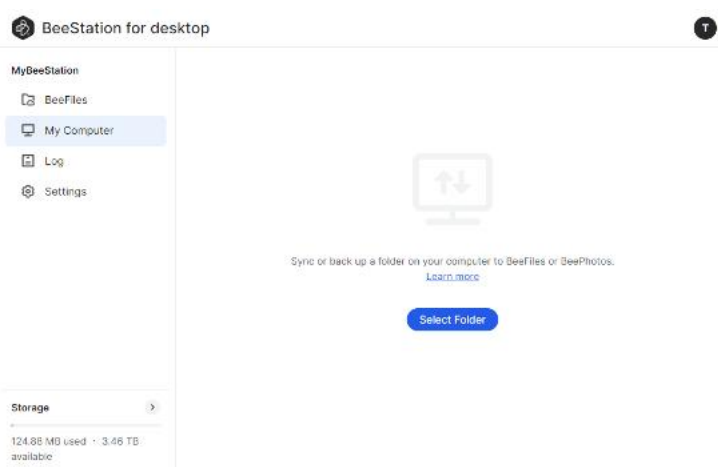 BeeStation for desktop
T
MyBeeStation
BeeFiles
My Computer
Log
Settings
Sync or back up a folder on your computer to BeeFiles or BeePhotos.
Learn more
Select Folder
Storage
124.88 MB used · 3.46 TB
available